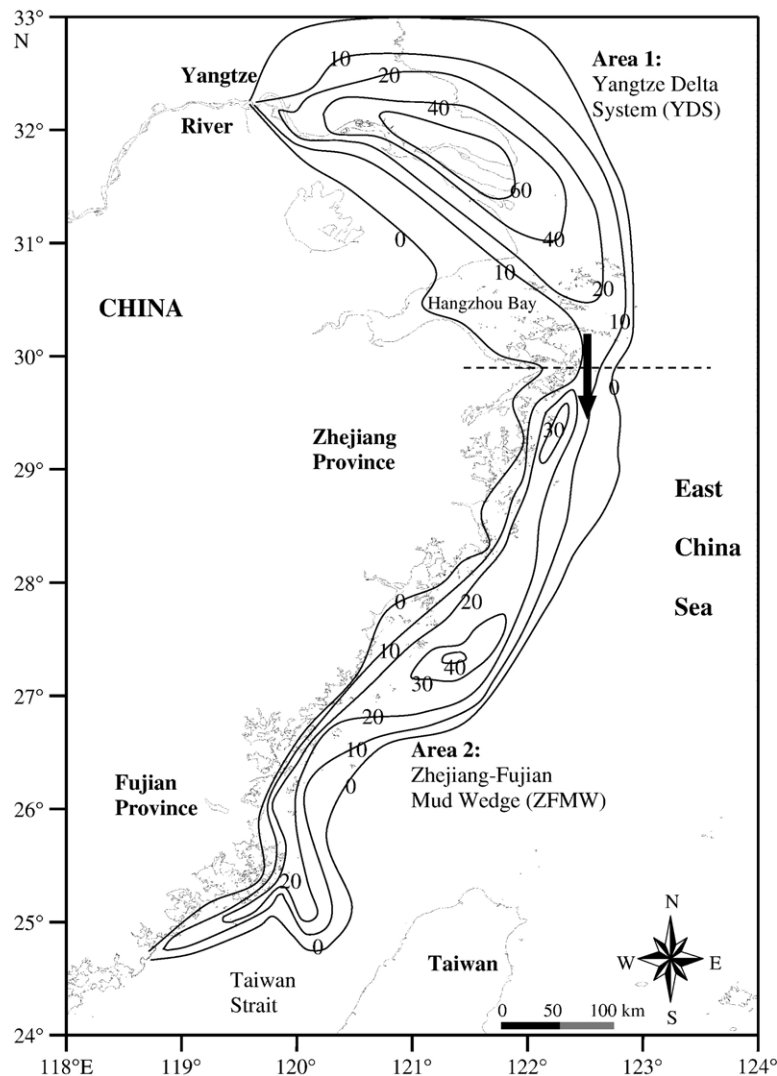 33°
N
32°
31°
30°
29°
28°
27°
26°
25°
24°
118°E
119°
120°
121°
122°
123°
124°
Yangtze
River
Area 1:
Yangtze Delta
System (YDS)
10
20
40
60
40
20
10
0
10
0
Hangzhou Bay
CHINA
Zhejiang
Province
30
East
China
Sea
0
20
10
40
30
20
10
0
Area 2:
Zhejiang-Fujian
Mud Wedge (ZFMW)
Fujian
Province
20
0
Taiwan
Strait
Taiwan
N
W
E
S
0 50 100 km